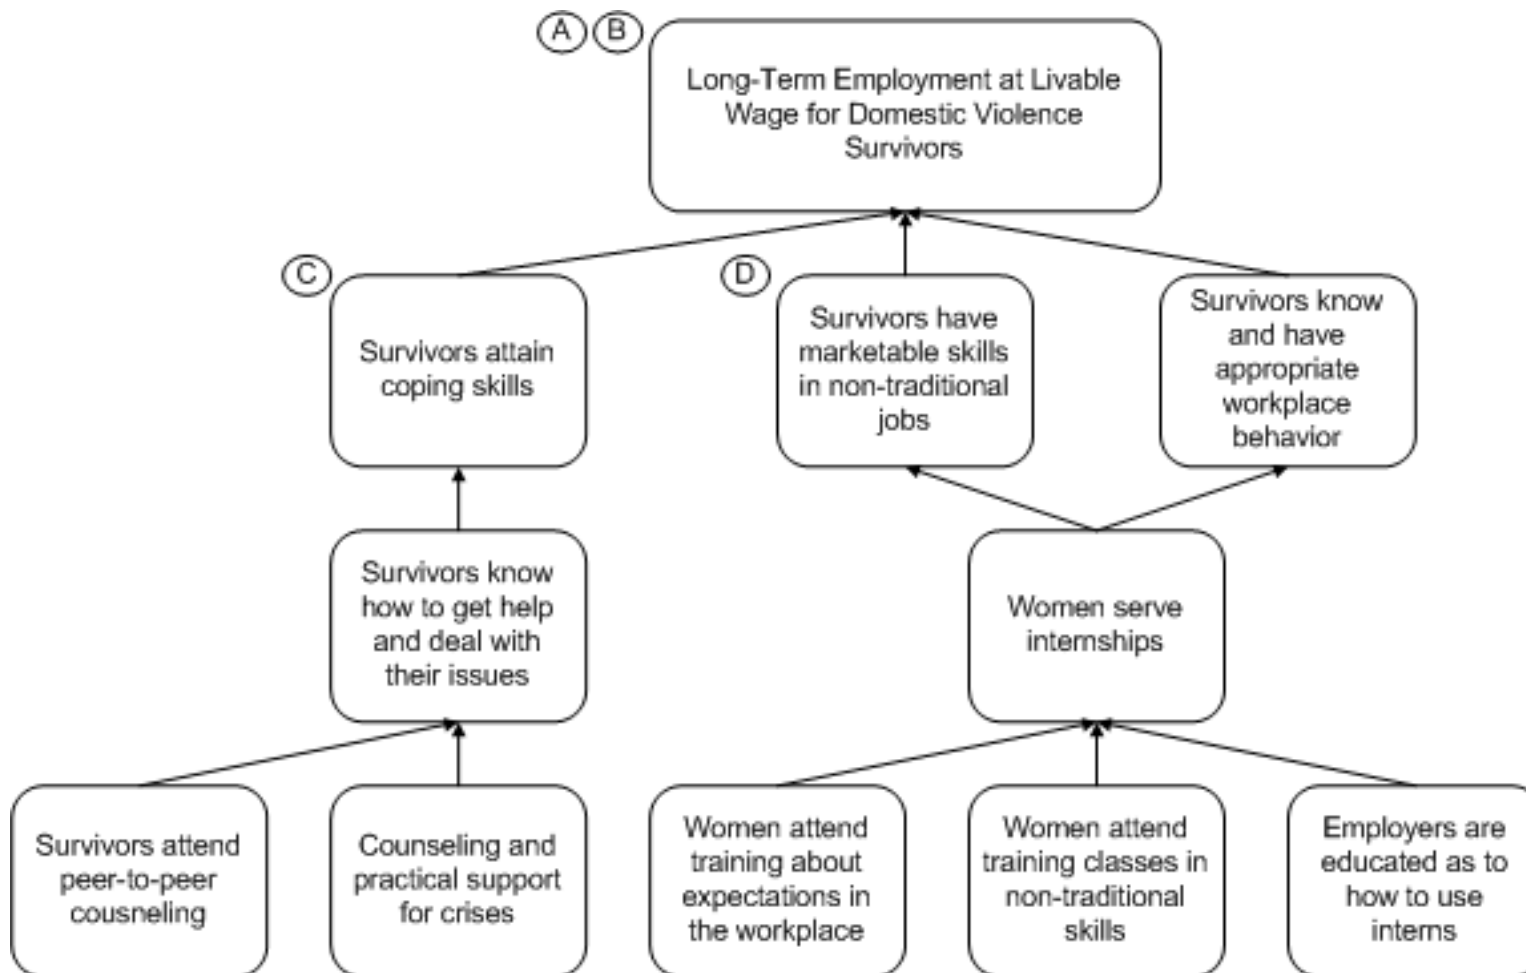 A B
Long-Term Employment at Livable
Wage for Domestic Violence
Survivors
C
Survivors attain
coping skills
D
Survivors have
marketable skills
in non-traditional
jobs
Survivors know
and have
appropriate
workplace
behavior
Survivors know
how to get help
and deal with
their issues
Women serve
internships
Survivors attend
peer-to-peer
cousneling
Counseling and
practical support
for crises
Women attend
training about
expectations in
the workplace
Women attend
training classes in
non-traditional
skills
Employers are
educated as to
how to use
interns